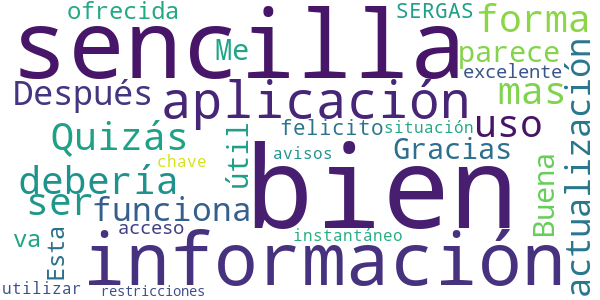 ofrecida
SERGAS
sencilla
Me
forma
parece
excelente
Después
aplicación
mas
Quizás
útil
felicito
situación
uso
Gracias
chave
avisos
bien
debería
ser
funciona
Buena
actualización
va
Esta
acceso
instantáneo
información
utilizar
restricciones